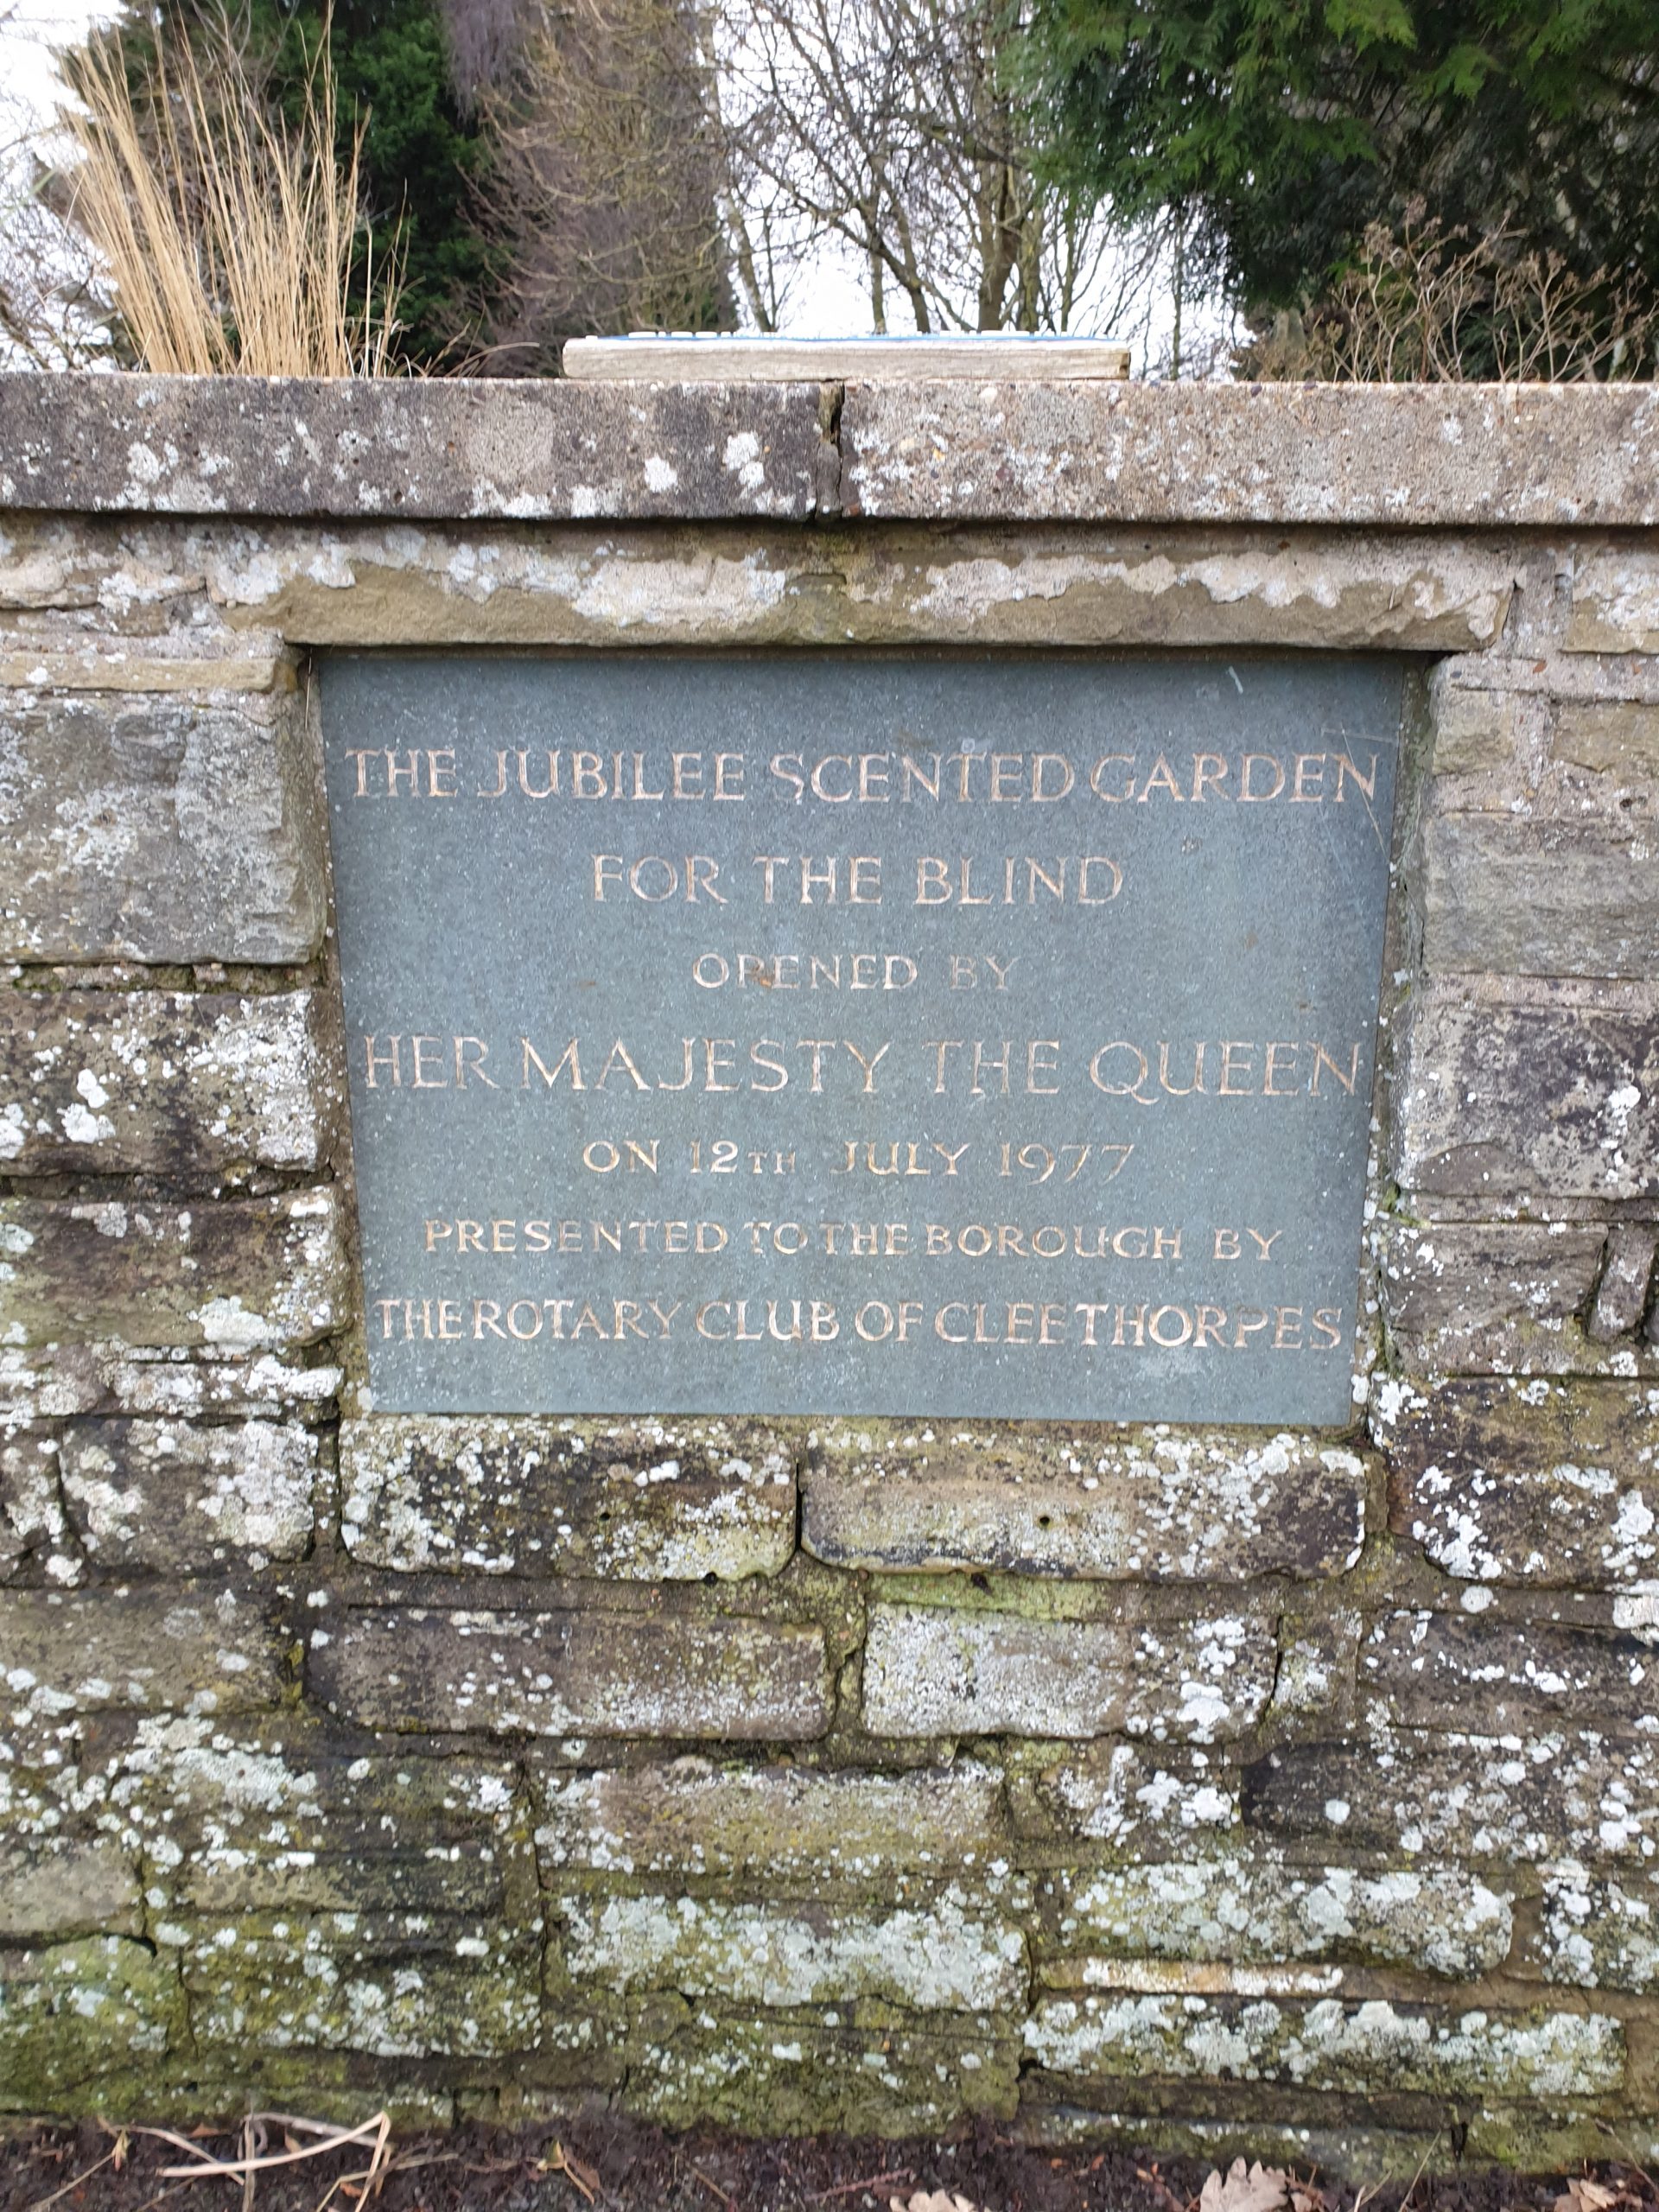 THE JUBILEE SCENTED GARDEN
FOR THE BLIND
OPENED BY
HER MAJESTY THE QUEEN
ON 12TH JULY 1977
PRESENTED TO THE BOROUGH BY
THE ROTARY CLUB OF CLEETHORPES